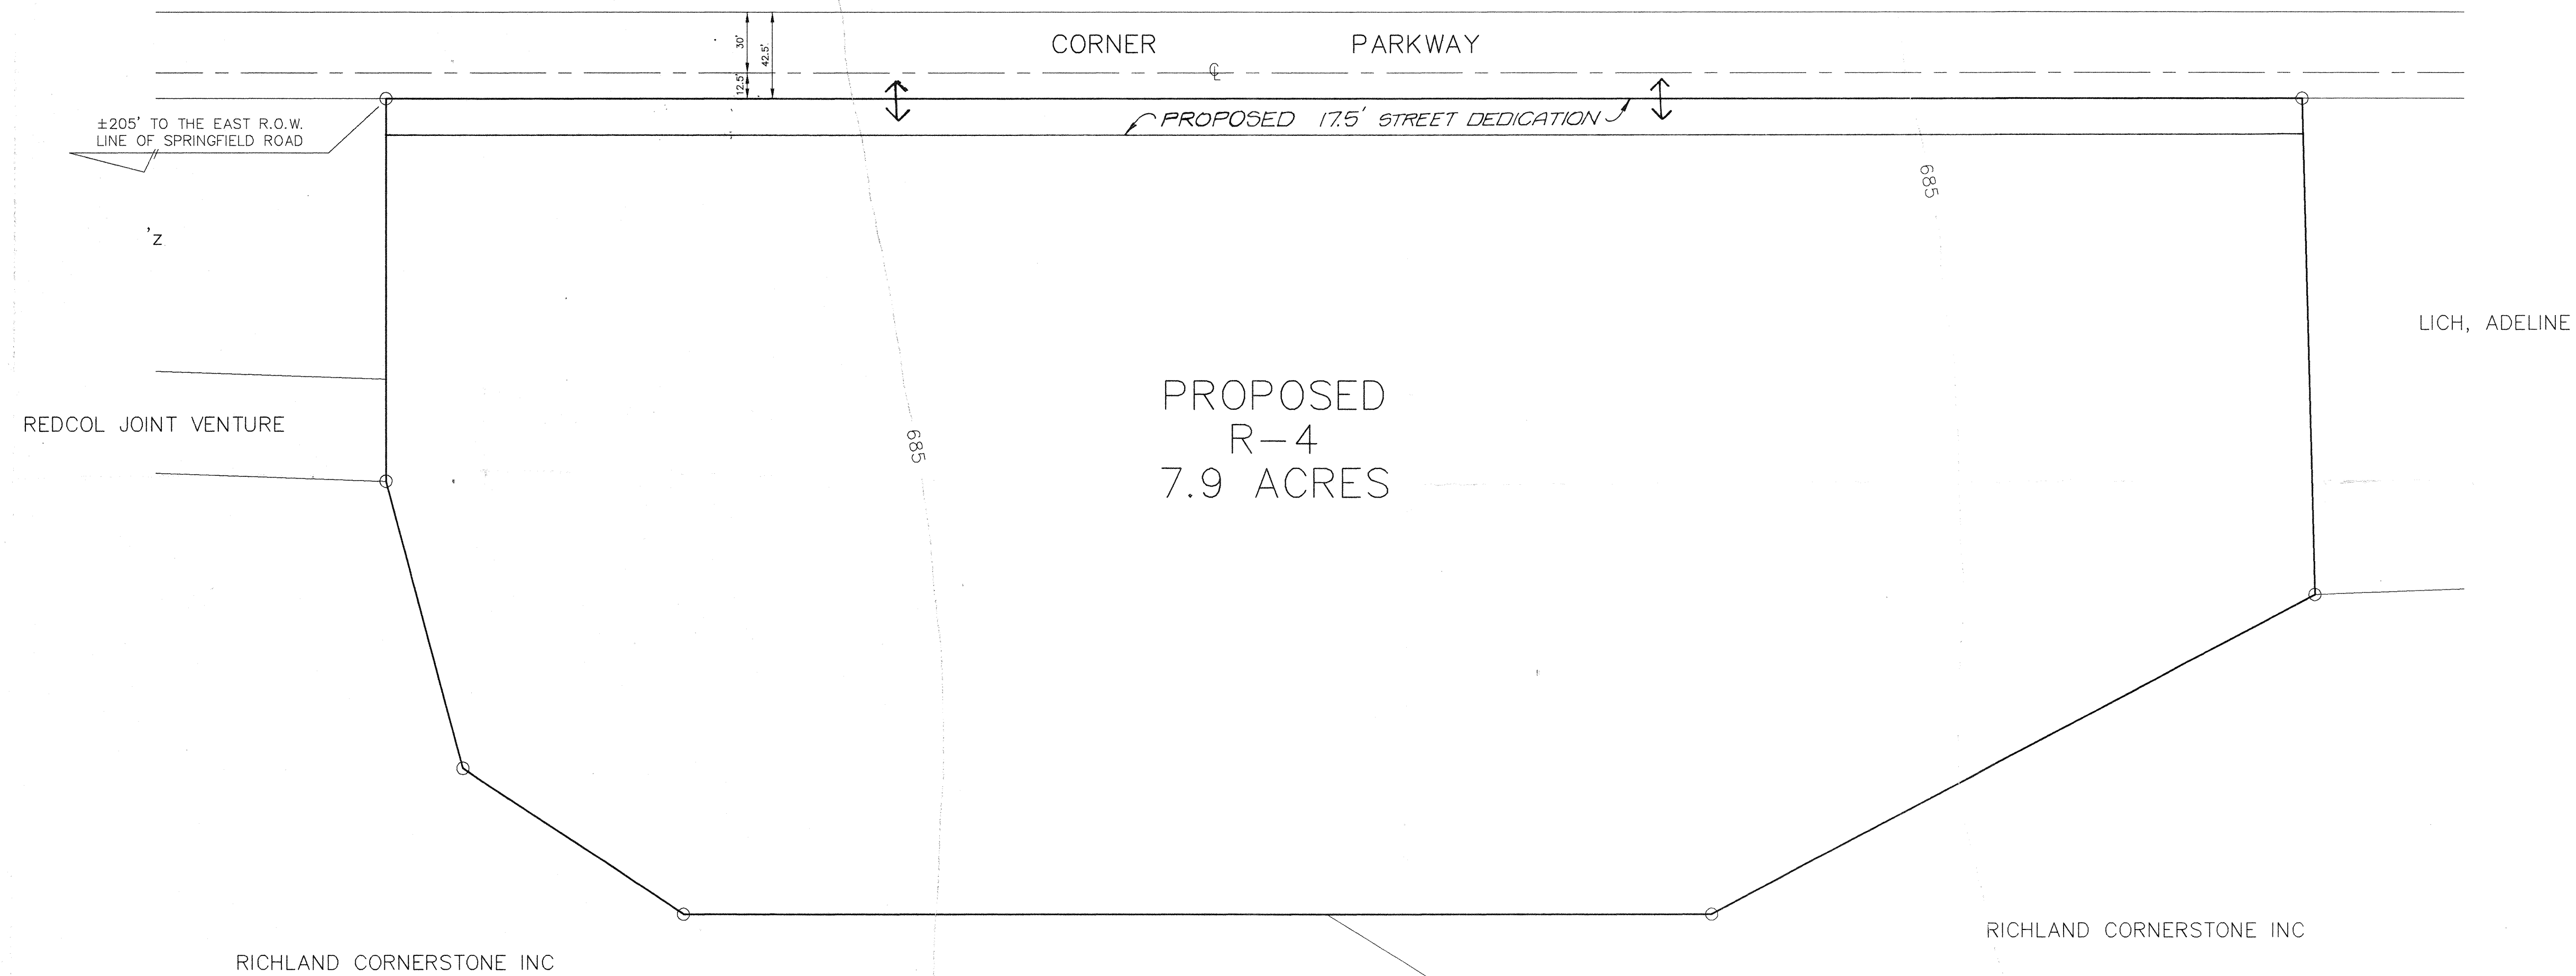 CORNER PARKWAY
30'
42.5'
12.5'
℄
PROPOSED 17.5' STREET DEDICATION
±205' TO THE EAST R.O.W.
LINE OF SPRINGFIELD ROAD
'Z
685
LICH, ADELINE
PROPOSED
R-4
7.9 ACRES
REDCOL JOINT VENTURE
685
RICHLAND CORNERSTONE INC
RICHLAND CORNERSTONE INC